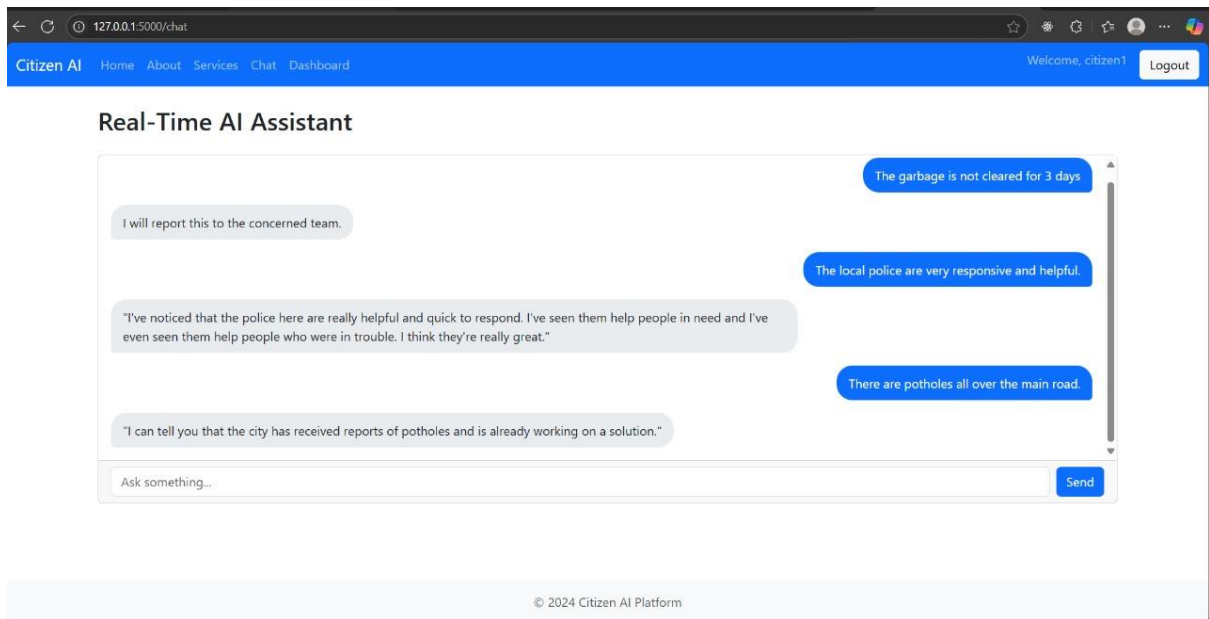 127.0.0.1:5000/chat
Citizen AI Home About Services Chat Dashboard Welcome, citizen1 Logout
Real-Time AI Assistant
The garbage is not cleared for 3 days
I will report this to the concerned team.
The local police are very responsive and helpful.
"I've noticed that the police here are really helpful and quick to respond. I've seen them help people in need and I've
even seen them help people who were in trouble. I think they're really great."
There are potholes all over the main road.
"I can tell you that the city has received reports of potholes and is already working on a solution."
Ask something... Send
© 2024 Citizen AI Platform